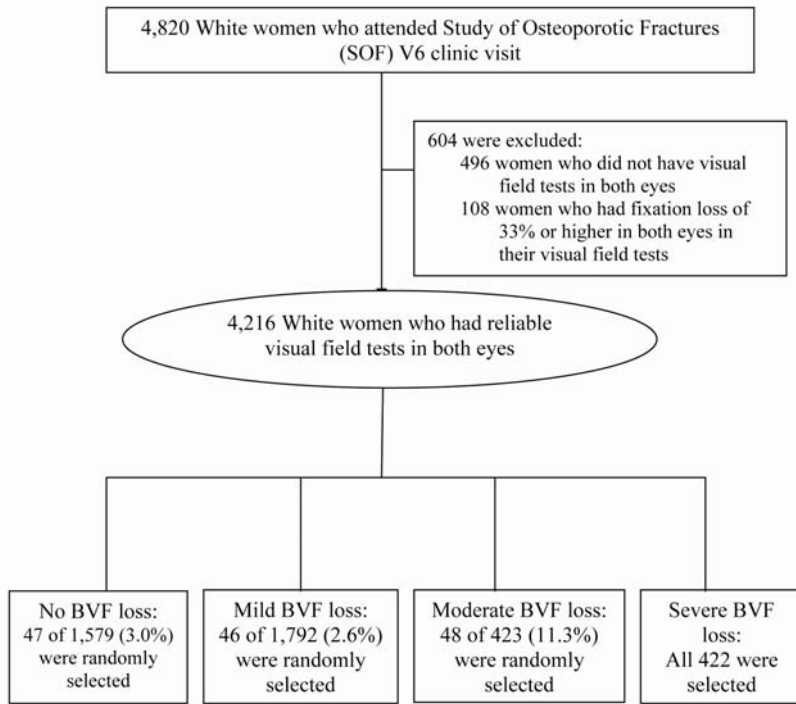 4,820 White women who attended Study of Osteoporotic Fractures
(SOF) V6 clinic visit
604 were excluded:
496 women who did not have visual
field tests in both eyes
108 women who had fixation loss of
33% or higher in both eyes in
their visual field tests
4,216 White women who had reliable
visual field tests in both eyes
No BVF loss:
47 of 1,579 (3.0%)
were randomly
selected
Mild BVF loss:
46 of 1,792 (2.6%)
were randomly
selected
Moderate BVF loss:
48 of 423 (11.3%)
were randomly
selected
Severe BVF
loss:
All 422 were
selected